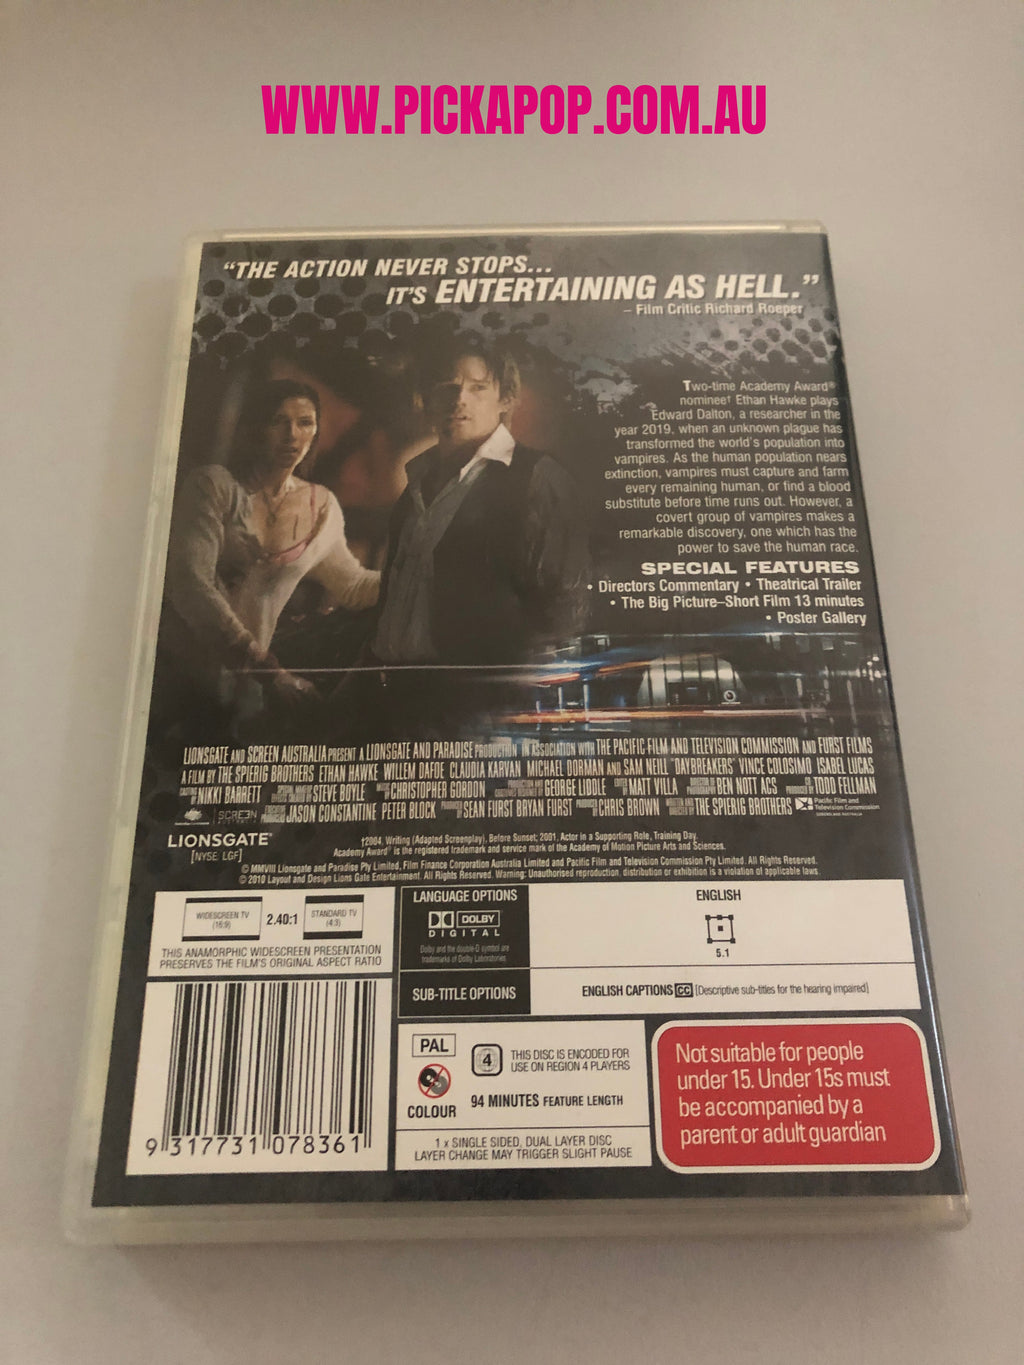 WWW.PICKAPOP.COM.AU
“THE ACTION NEVER STOPS...
IT'S ENTERTAINING AS HELL.”
– Film Critic Richard Roeper
Two-time Academy Award®
nominee† Ethan Hawke plays
Edward Dalton, a researcher in the
year 2019, when an unknown plague has
transformed the world's population into
vampires. As the human population nears
extinction, vampires must capture and farm
every remaining human, or find a blood
substitute before time runs out. However, a
covert group of vampires makes a
remarkable discovery, one which has the
power to save the human race.
SPECIAL FEATURES
• Directors Commentary • Theatrical Trailer
• The Big Picture–Short Film 13 minutes
• Poster Gallery
LIONSGATE AND SCREEN AUSTRALIA PRESENT A LIONSGATE AND PARADISE PRODUCTION IN ASSOCIATION WITH THE PACIFIC FILM AND TELEVISION COMMISSION AND FURST FILMS
A FILM BY THE SPIERIG BROTHERS ETHAN HAWKE WILLEM DAFOE CLAUDIA KARVAN MICHAEL DORMAN AND SAM NEILL 'DAYBREAKERS' VINCE COLOSIMO ISABEL LUCAS
CASTING BY NIKKI BARRETT STEVE BOYLE CHRISTOPHER GORDON GEORGE LIDDLE MATT VILLA BEN NOTT ACS TODD FELLMAN
SCREEN AUSTRALIA JASON CONSTANTINE PETER BLOCK SEAN FURST BRYAN FURST CHRIS BROWN THE SPIERIG BROTHERS Pacific Film and Television Commission
LIONSGATE®
[NYSE: LGF]
†2004, Writing (Adapted Screenplay), Before Sunset; 2001, Actor in a Supporting Role, Training Day.
Academy Award® is the registered trademark and service mark of the Academy of Motion Picture Arts and Sciences.
© MMVIII Lionsgate and Paradise Pty Limited, Film Finance Corporation Australia Limited and Pacific Film and Television Commission Pty Limited. All Rights Reserved.
© 2010 Layout and Design Lions Gate Entertainment. All Rights Reserved. Warning: Unauthorised reproduction, distribution or exhibition is a violation of applicable laws.
WIDESCREEN TV
(16:9)
2.40:1
STANDARD TV
(4:3)
THIS ANAMORPHIC WIDESCREEN PRESENTATION
PRESERVES THE FILM'S ORIGINAL ASPECT RATIO
LANGUAGE OPTIONS
DOLBY
DIGITAL
Dolby and the double-D symbol are
trademarks of Dolby Laboratories
ENGLISH
5.1
SUB-TITLE OPTIONS
ENGLISH CAPTIONS CC [Descriptive sub-titles for the hearing impaired]
9 317731 078361
PAL
COLOUR
4
THIS DISC IS ENCODED FOR
USE ON REGION 4 PLAYERS
94 MINUTES FEATURE LENGTH
1 x SINGLE SIDED, DUAL LAYER DISC
LAYER CHANGE MAY TRIGGER SLIGHT PAUSE
Not suitable for people
under 15. Under 15s must
be accompanied by a
parent or adult guardian